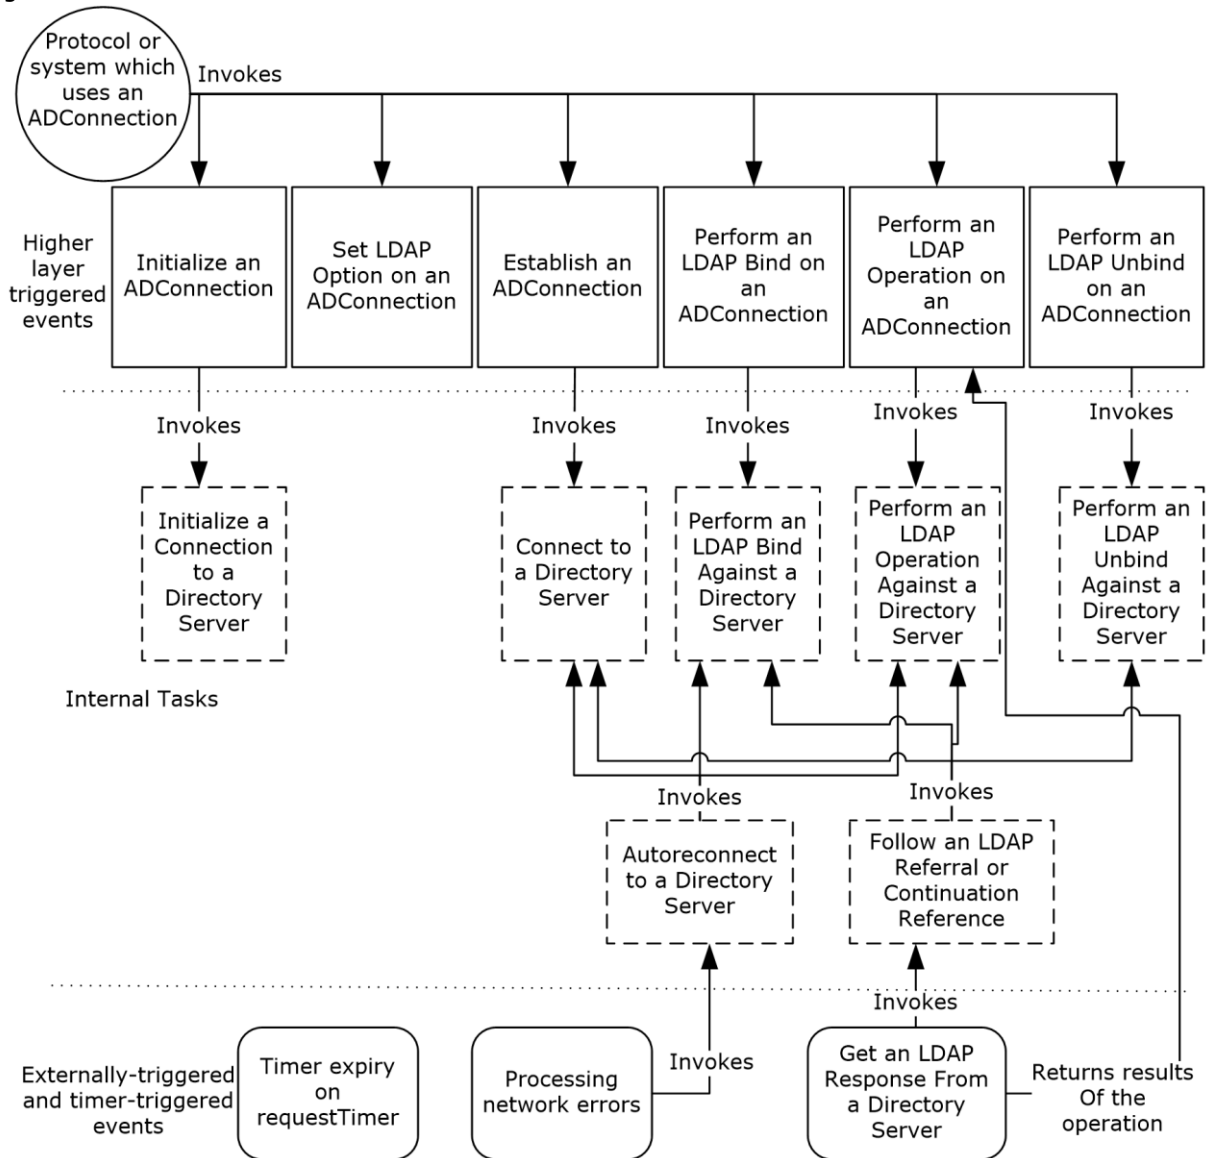 Protocol or
system which
uses an
ADConnection
Invokes
Higher
layer
triggered
events
Initialize an
ADConnection
Set LDAP
Option on an
ADConnection
Establish an
ADConnection
Perform an
LDAP Bind on
an
ADConnection
Perform an
LDAP
Operation on
an
ADConnection
Perform an
LDAP Unbind
on an
ADConnection
Invokes
Invokes
Invokes
Invokes
Invokes
Initialize a
Connection
to a
Directory
Server
Connect to
a Directory
Server
Perform an
LDAP Bind
Against a
Directory
Server
Perform an
LDAP
Operation
Against a
Directory
Server
Perform an
LDAP
Unbind
Against a
Directory
Server
Internal Tasks
Invokes
Invokes
Autoreconnect
to a Directory
Server
Follow an LDAP
Referral or
Continuation
Reference
Invokes
Invokes
Externally-triggered
and timer-triggered
events
Timer expiry
on
requestTimer
Processing
network errors
Get an LDAP
Response From
a Directory
Server
Returns results
Of the
operation